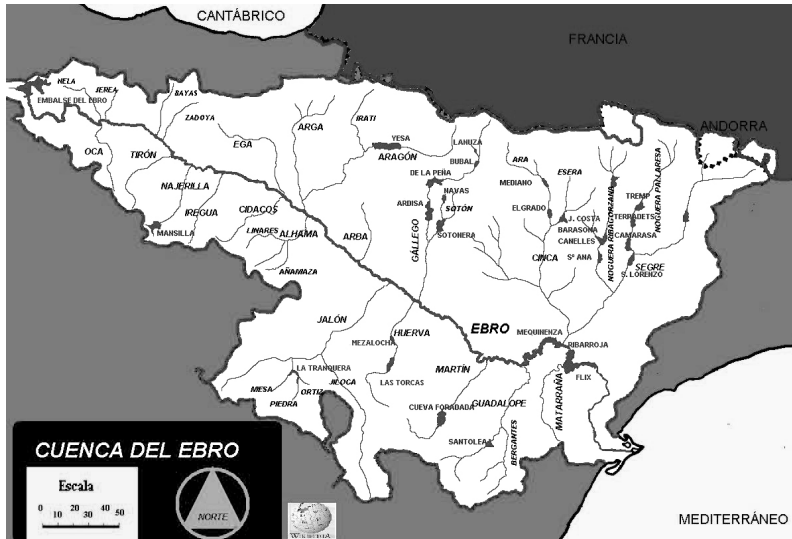 CANTÁBRICO
FRANCIA
ANDORRA
HELA
JEREA
BAYAS
EMBALSE DEL EBRO
ZADOYA
EGA
ARGA
IRATI
YESA
ARAGÓN
LANUZA
BUBAL
OCA
TIRÓN
NAJERILLA
IREGUA
MANSILLA
CIDACOS
LINARES
ALHAMA
AÑAMAZA
ARBA
DE LA PEÑA
NAVAS
ARDISA
SOTÓN
SOTONERA
GÁLLEGO
ARA
ESERA
MEDIANO
ELGRADO
J. COSTA
BARASONA
CANELLES
Sª ANA
CINCA
NOGUERA RIBAGORZANA
NOGUERA PALLARESA
TREMP
TERRADETS
CAMARASA
SEGRE
S. LORENZO
JALÓN
HUERVA
MEZALOCHA
EBRO
MEQUINENZA
RIBARROJA
FLIX
MARTÍN
LAS TORCAS
LA TRANQUERA
JILOCA
MESA
ORTIZ
PIEDRA
CUEVA FORADADA
GUADALOPE
MATARRAÑA
SANTOLEA
BERGANTES
CUENCA DEL EBRO
Escala
0 10 20 30 40 50
NORTE
WIKIPEDIA
MEDITERRÁNEO